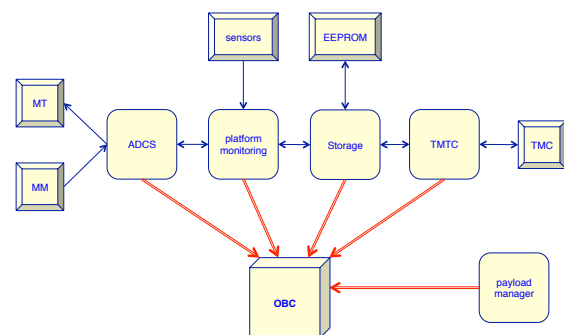 sensors
EEPROM
MT
ADCS
platform
monitoring
Storage
TMTC
TMC
MM
OBC
payload
manager